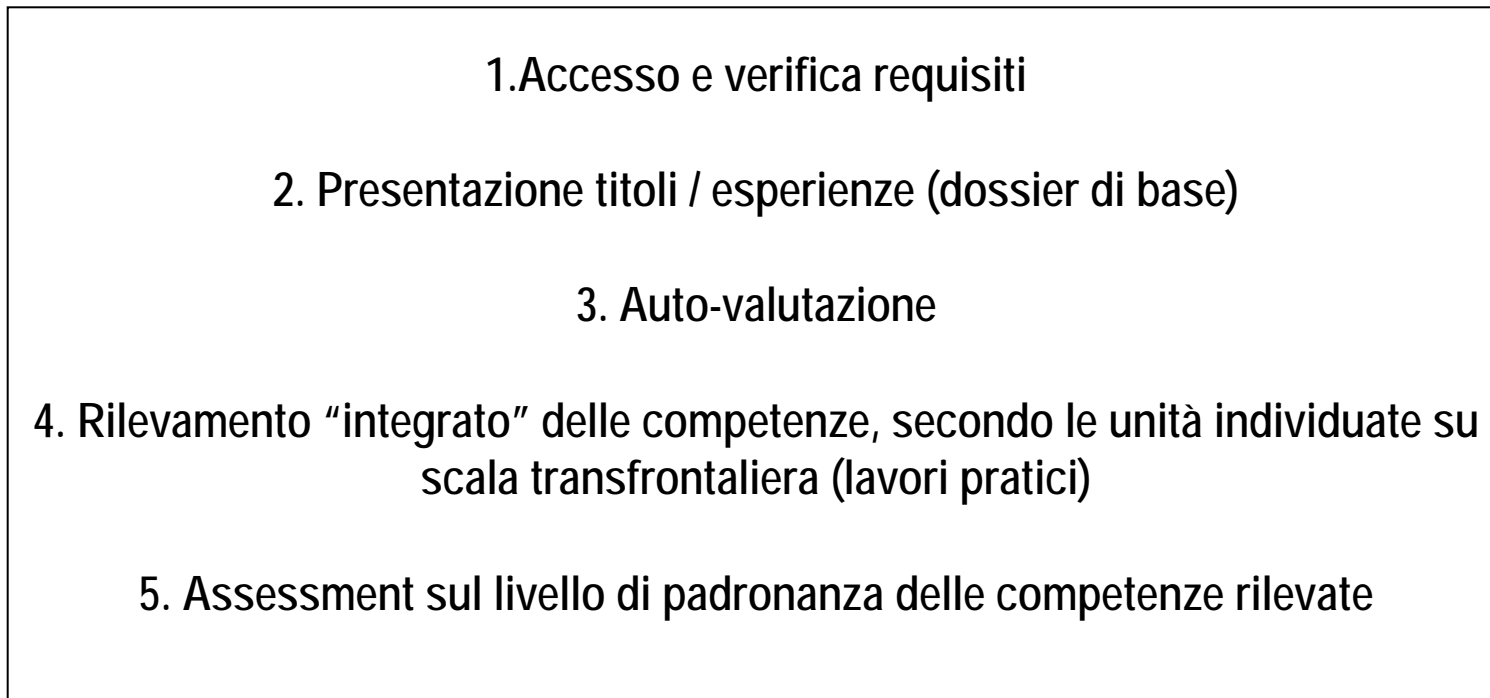 1.Accesso e verifica requisiti
2. Presentazione titoli / esperienze (dossier di base)
3. Auto-valutazione
4. Rilevamento “integrato” delle competenze, secondo le unità individuate su
scala transfrontaliera (lavori pratici)
5. Assessment sul livello di padronanza delle competenze rilevate